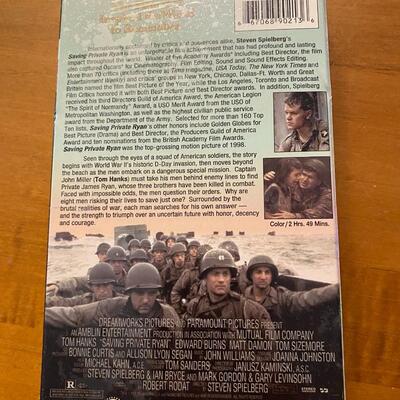 to Remember
667068 90213 6
Internationally acclaimed by critics and audiences alike, Steven Spielberg's
Saving Private Ryan is an unforgettable film achievement that has had profound and lasting
impact throughout the world. Winner of five Academy Awards® including Best Director, the film
also captured Oscars® for Cinematography, Film Editing, Sound and Sound Effects Editing.
More than 70 critics (including those at Time magazine, USA Today, The New York Times and
Entertainment Weekly) and critics' groups in New York, Chicago, Dallas-Ft. Worth and Great
Britain named the film Best Picture of the Year, while the Los Angeles, Toronto and Broadcast
Film Critics honored it with both Best Picture and Best Director awards. In addition, Spielberg
received his third Directors Guild of America Award, the American Legion
"The Spirit of Normandy" Award, a USO Merit Award from the USO of
Metropolitan Washington, as well as the highest civilian public service
award from the Department of the Army. Selected for more than 160 Top
Ten lists, Saving Private Ryan's other honors include Golden Globes for
Best Picture (Drama) and Best Director, the Producers Guild of America
Award and ten nominations from the British Academy Film Awards.
Saving Private Ryan was the top-grossing motion picture of 1998.
Seen through the eyes of a squad of American soldiers, the story
begins with World War II's historic D-Day invasion, then moves beyond
the beach as the men embark on a dangerous special mission. Captain
John Miller (Tom Hanks) must take his men behind enemy lines to find
Private James Ryan, whose three brothers have been killed in combat.
Faced with impossible odds, the men question their orders. Why are
eight men risking their lives to save just one? Surrounded by the
brutal realities of war, each man searches for his own answer —
and the strength to triumph over an uncertain future with honor, decency
and courage.
Color/2 Hrs. 49 Mins.
DREAMWORKS PICTURES AND PARAMOUNT PICTURES PRESENT
AN AMBLIN ENTERTAINMENT PRODUCTION IN ASSOCIATION WITH MUTUAL FILM COMPANY
TOM HANKS "SAVING PRIVATE RYAN" EDWARD BURNS MATT DAMON TOM SIZEMORE
BONNIE CURTIS AND ALLISON LYON SEGAN JOHN WILLIAMS JOANNA JOHNSTON
MICHAEL KAHN, A.C.E. TOM SANDERS JANUSZ KAMINSKI, A.S.C.
STEVEN SPIELBERG & IAN BRYCE AND MARK GORDON & GARY LEVINSOHN
ROBERT RODAT STEVEN SPIELBERG
R